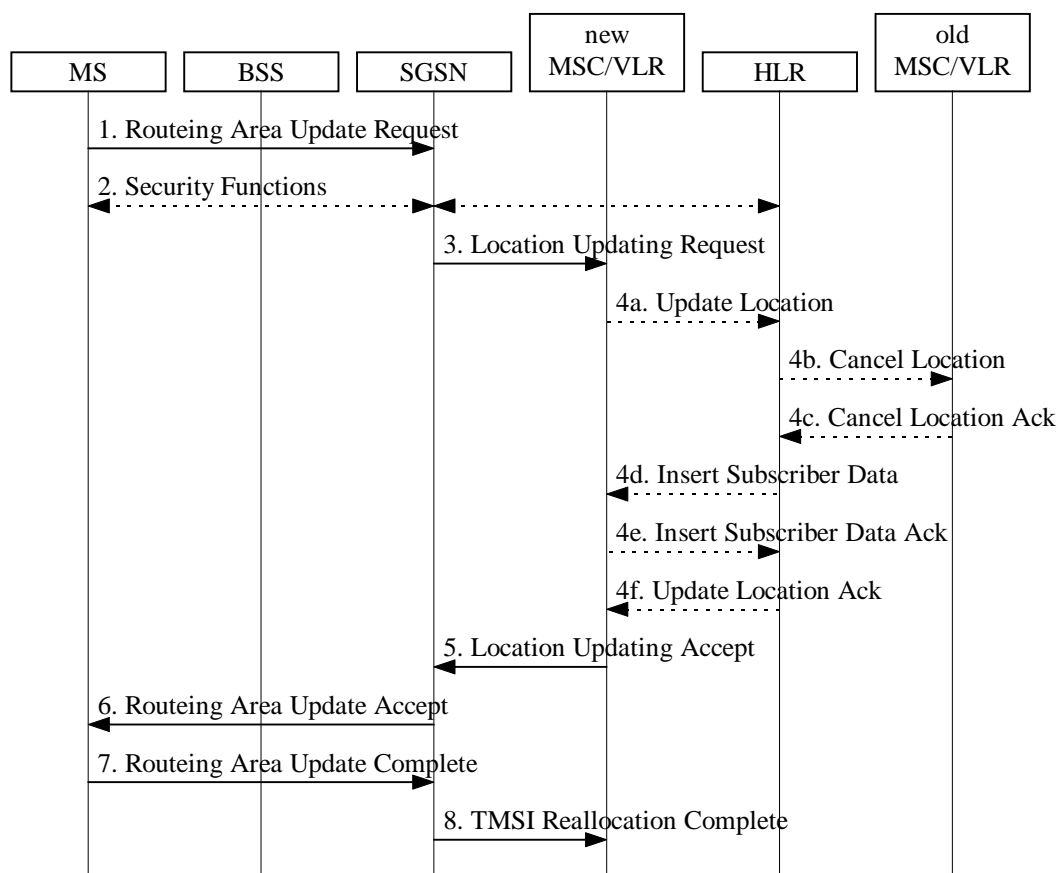 new
MSC/VLR
old
MSC/VLR
MS
BSS
SGSN
HLR
1. Routeing Area Update Request
2. Security Functions
3. Location Updating Request
4a. Update Location
4b. Cancel Location
4c. Cancel Location Ack
4d. Insert Subscriber Data
4e. Insert Subscriber Data Ack
4f. Update Location Ack
5. Location Updating Accept
6. Routeing Area Update Accept
7. Routeing Area Update Complete
8. TMSI Reallocation Complete